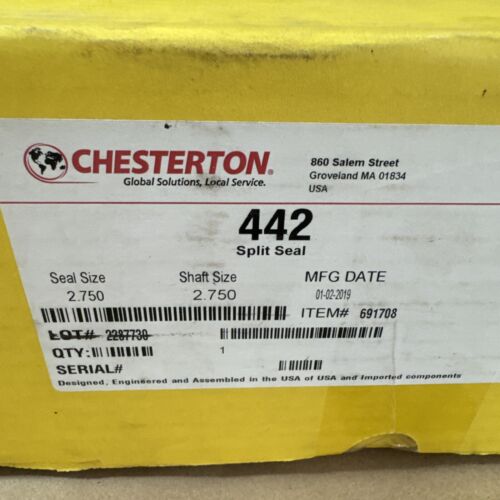 CHESTERTON®
Global Solutions, Local Service.
860 Salem Street
Groveland MA 01834
USA
442
Split Seal
Seal Size
2.750
Shaft Size
2.750
MFG DATE
01-02-2019
ITEM# 691708
LOT# 2287730
QTY: 1
SERIAL#
Designed, Engineered and Assembled in the USA of USA and Imported components